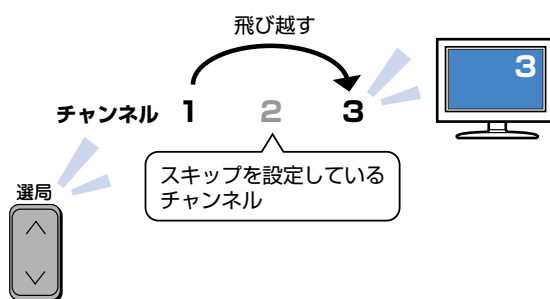 飛び越す
3
チャンネル 1 2 3
スキップを設定している
チャンネル
選局